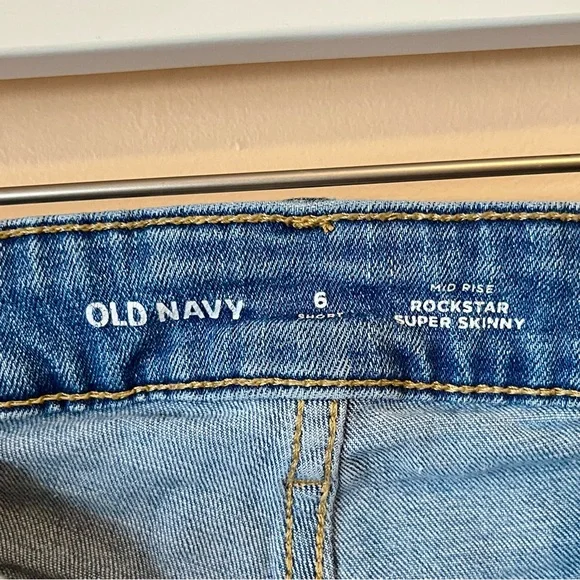 OLD NAVY
6
SHORT
MID RISE
ROCKSTAR
SUPER SKINNY